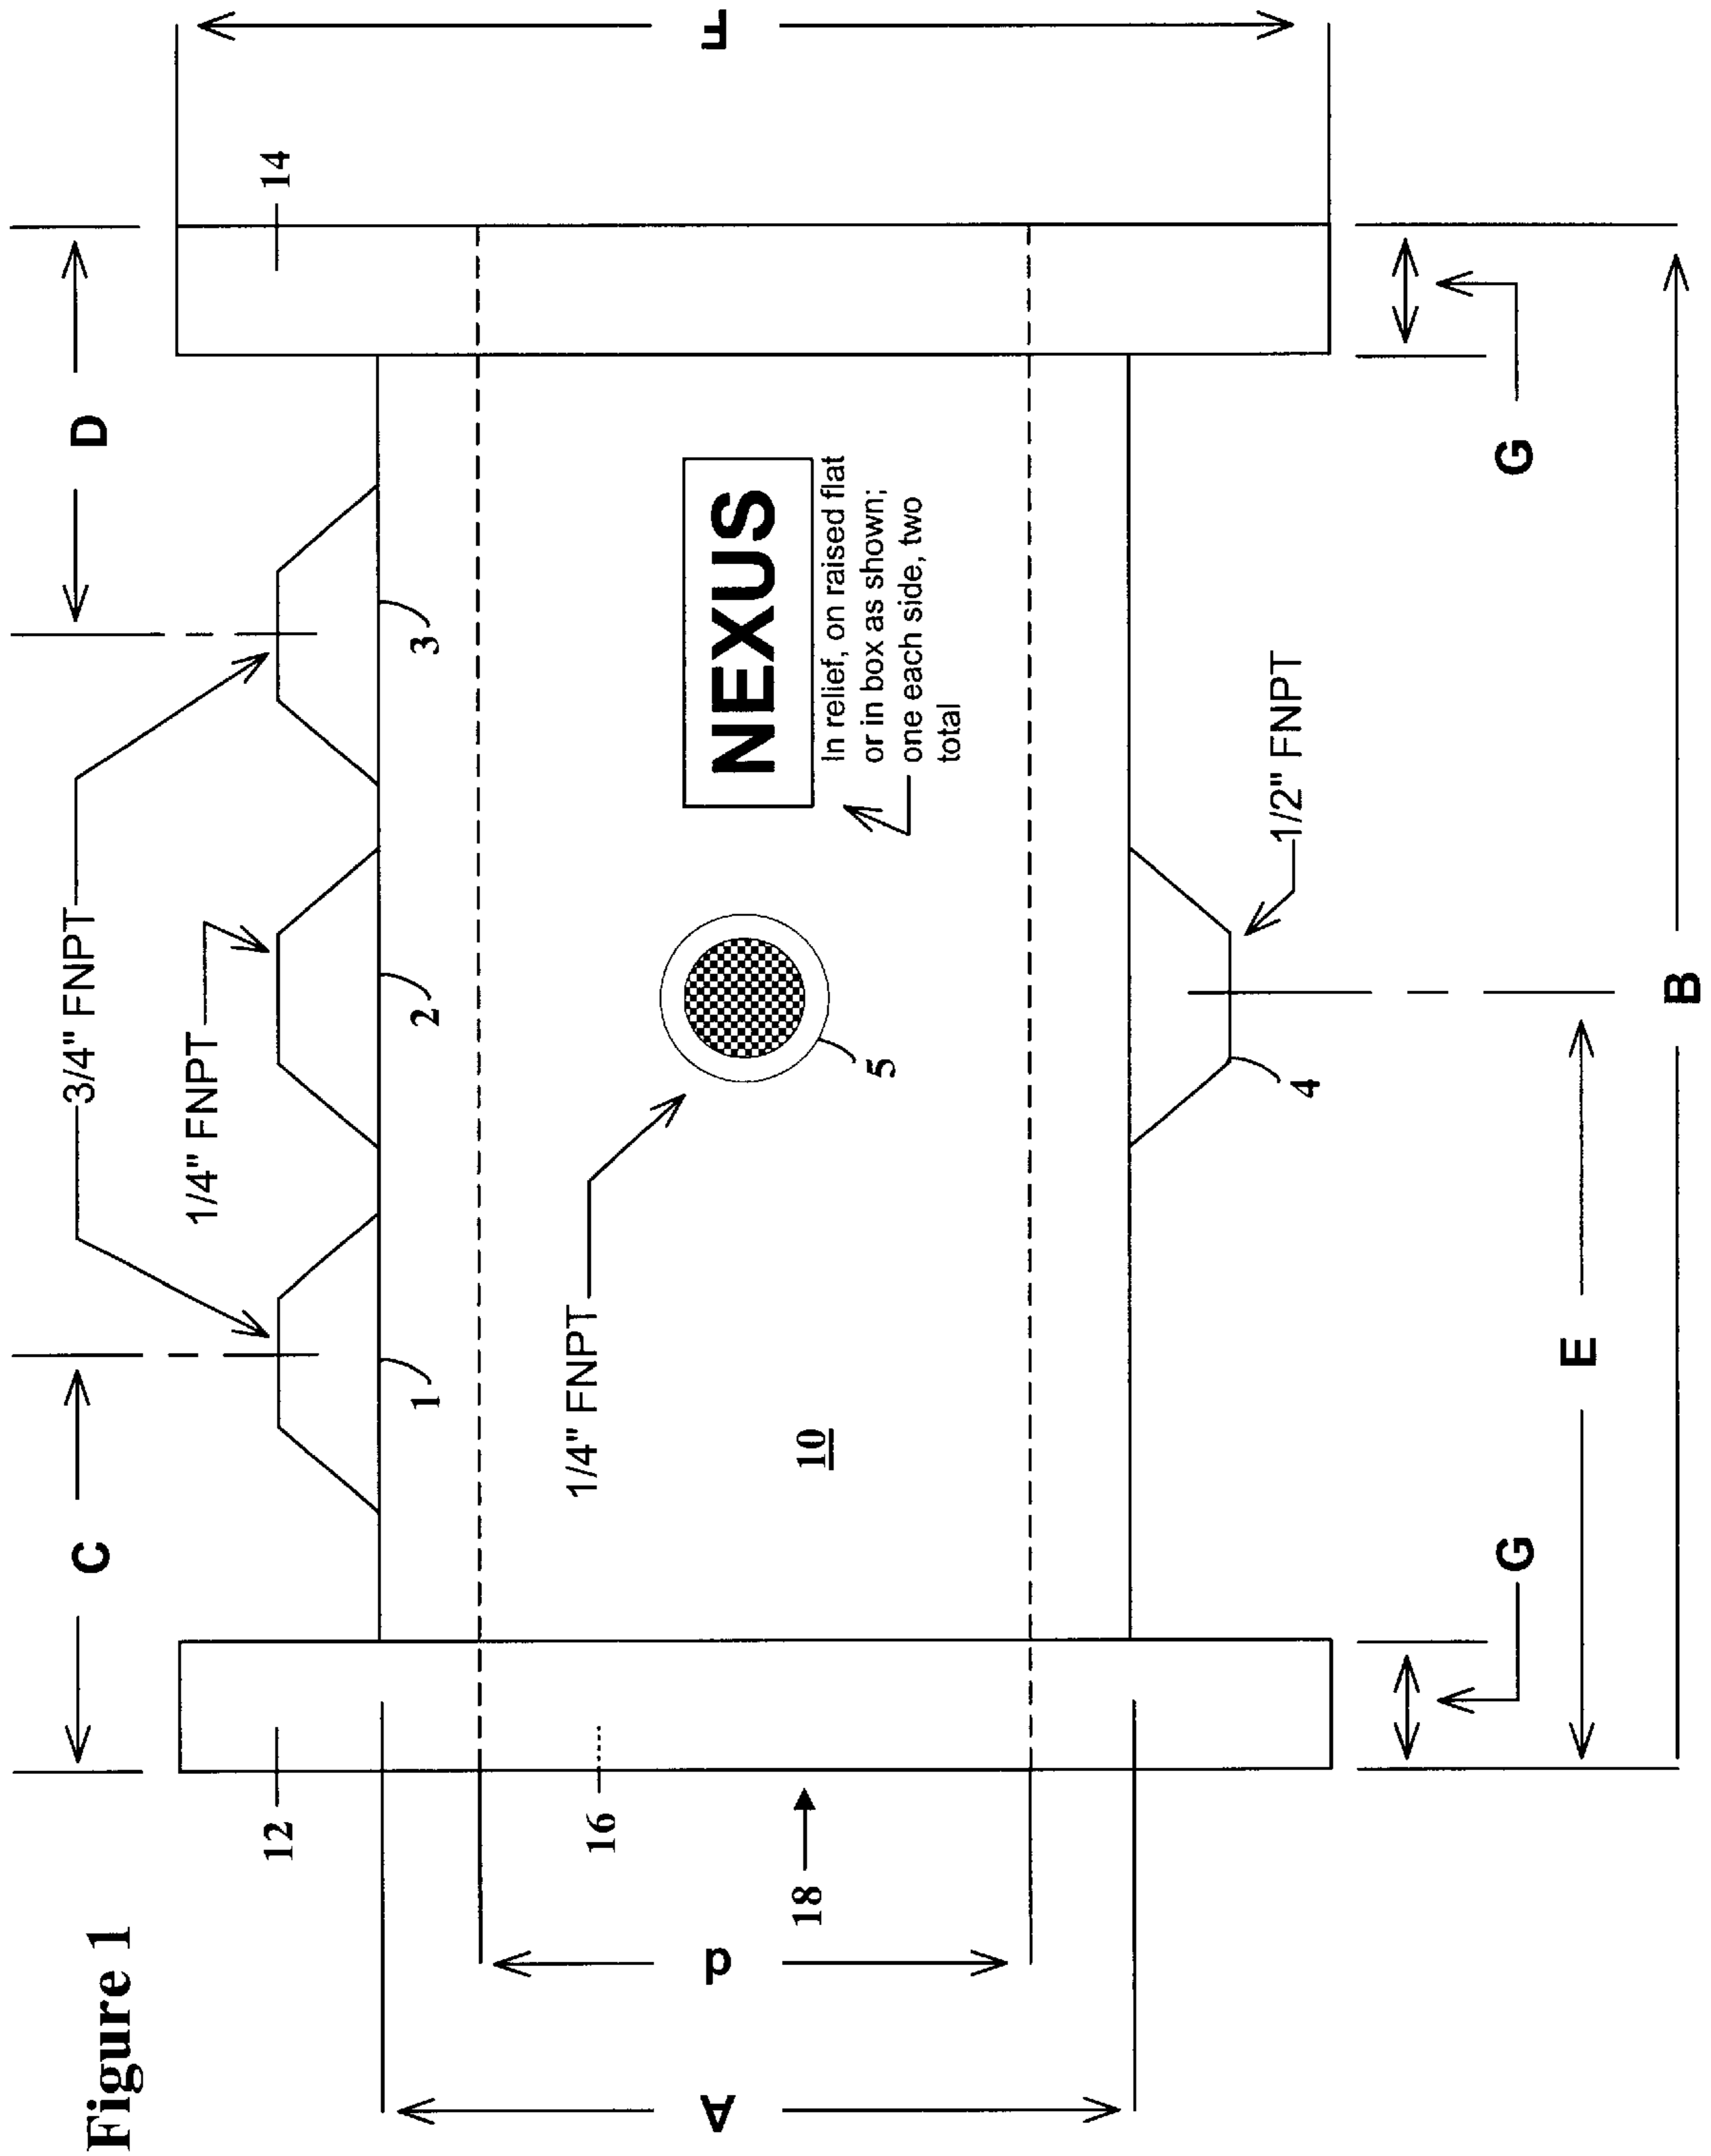 Figure 1
C
3/4" FNPT
D
1/4" FNPT
12
14
1
2
3
16
1/4" FNPT
A
d
F
NEXUS
18
10
In relief, on raised flat
or in box as shown;
one each side, two
total
5
4
1/2" FNPT
G
G
E
B